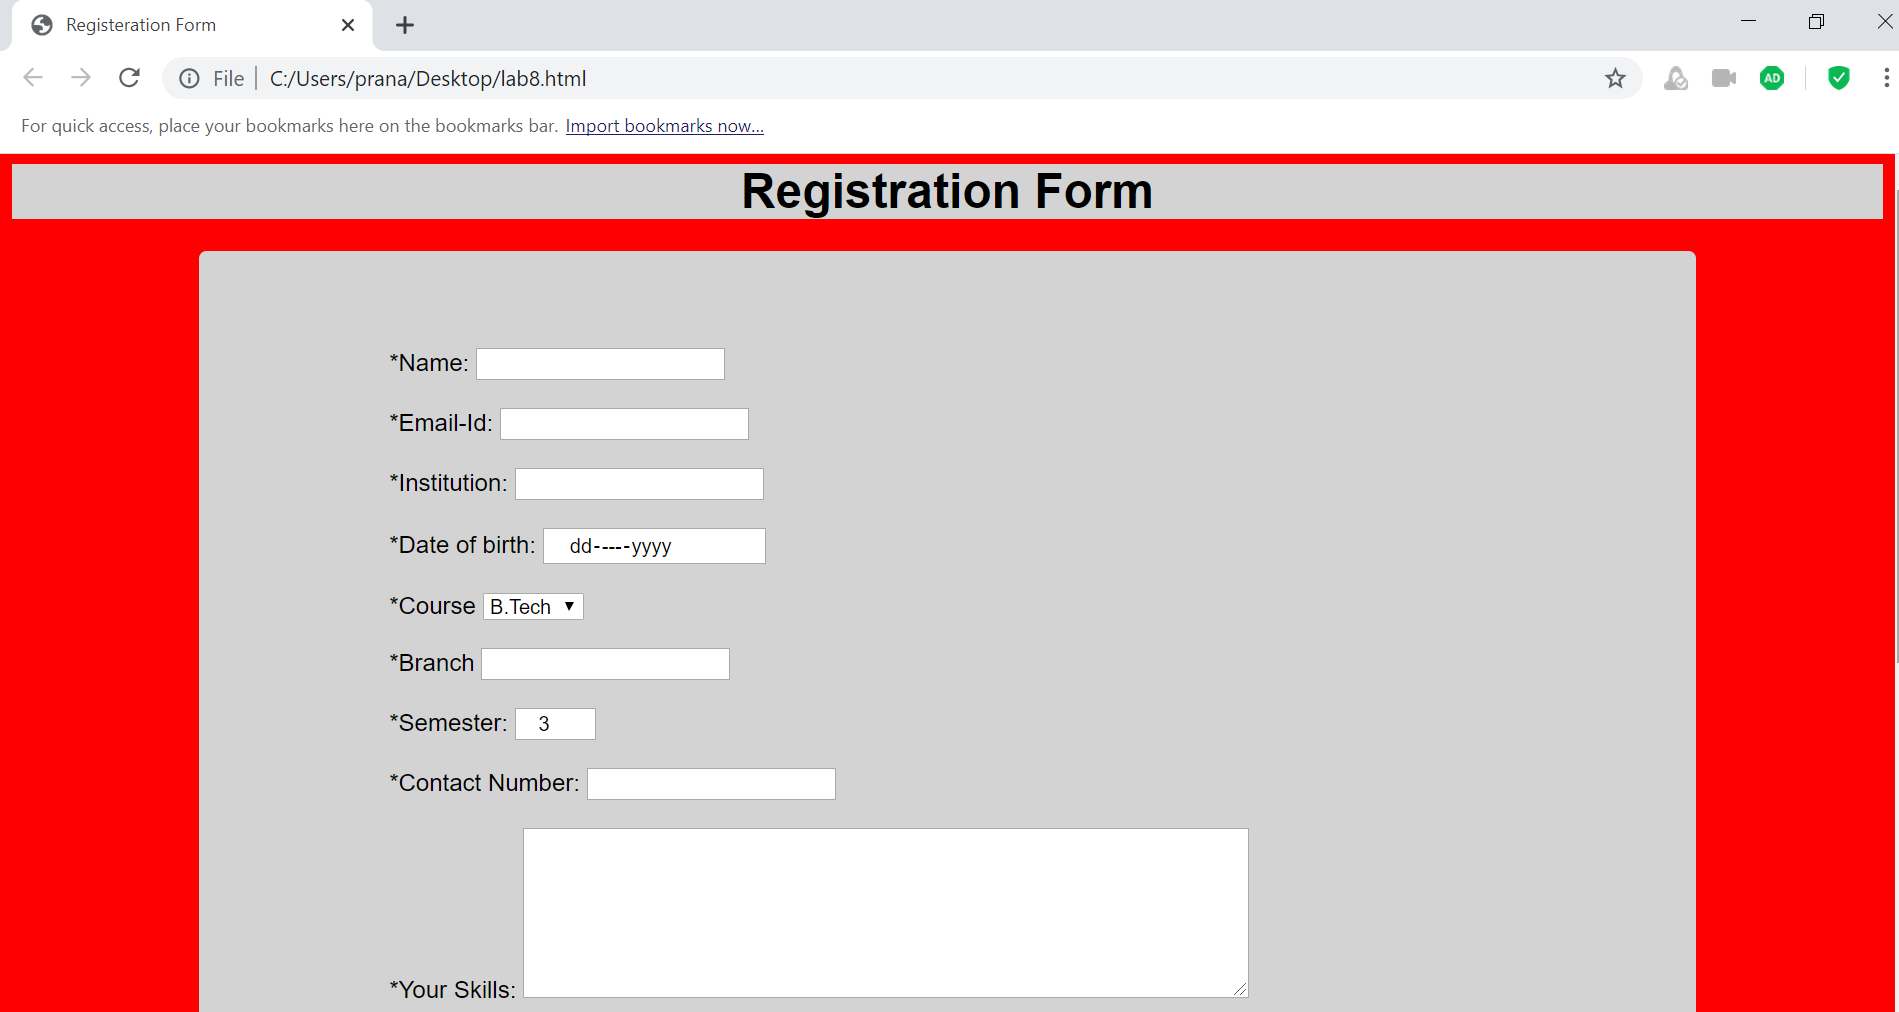 Registeration Form
File C:/Users/prana/Desktop/lab8.html
AD
For quick access, place your bookmarks here on the bookmarks bar. Import bookmarks now...
Registration Form
*Name:
*Email-Id:
*Institution:
*Date of birth: dd-----yyyy
*Course B.Tech
*Branch
*Semester: 3
*Contact Number:
*Your Skills: